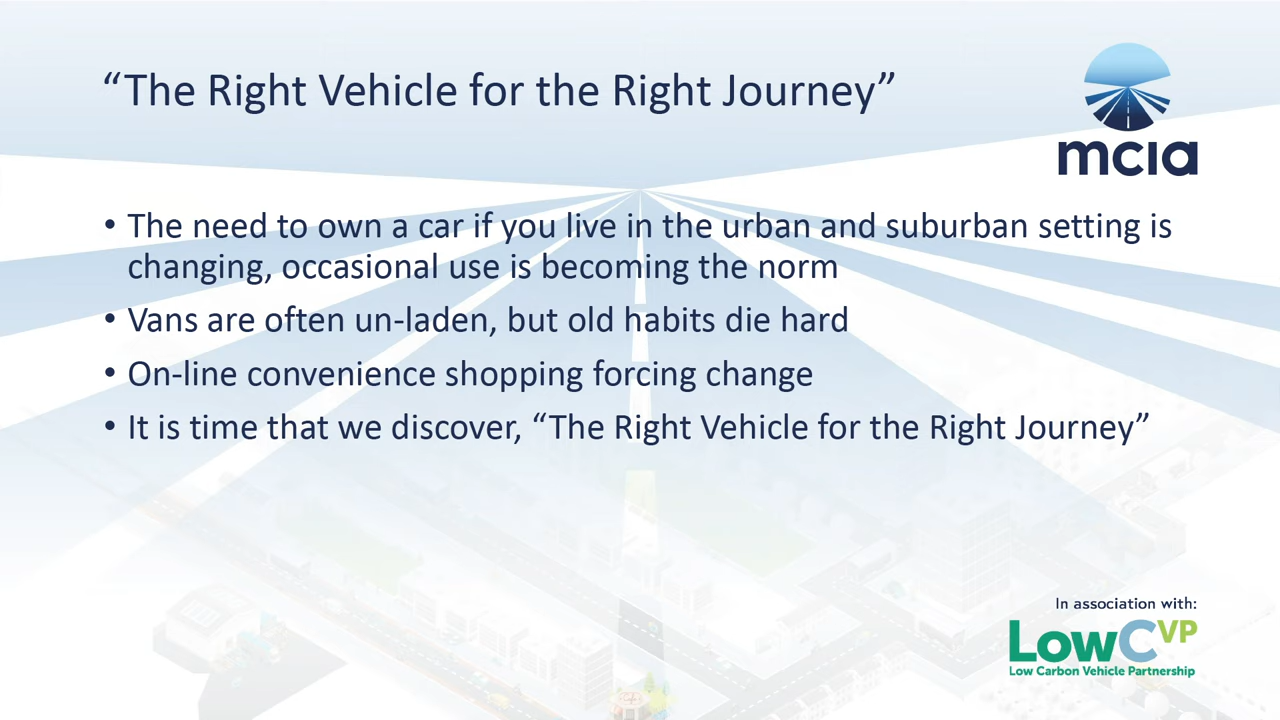 “The Right Vehicle for the Right Journey”
mcia
• The need to own a car if you live in the urban and suburban setting is
changing, occasional use is becoming the norm
• Vans are often un-laden, but old habits die hard
• On-line convenience shopping forcing change
• It is time that we discover, “The Right Vehicle for the Right Journey”
In association with:
LowCVP
Low Carbon Vehicle Partnership